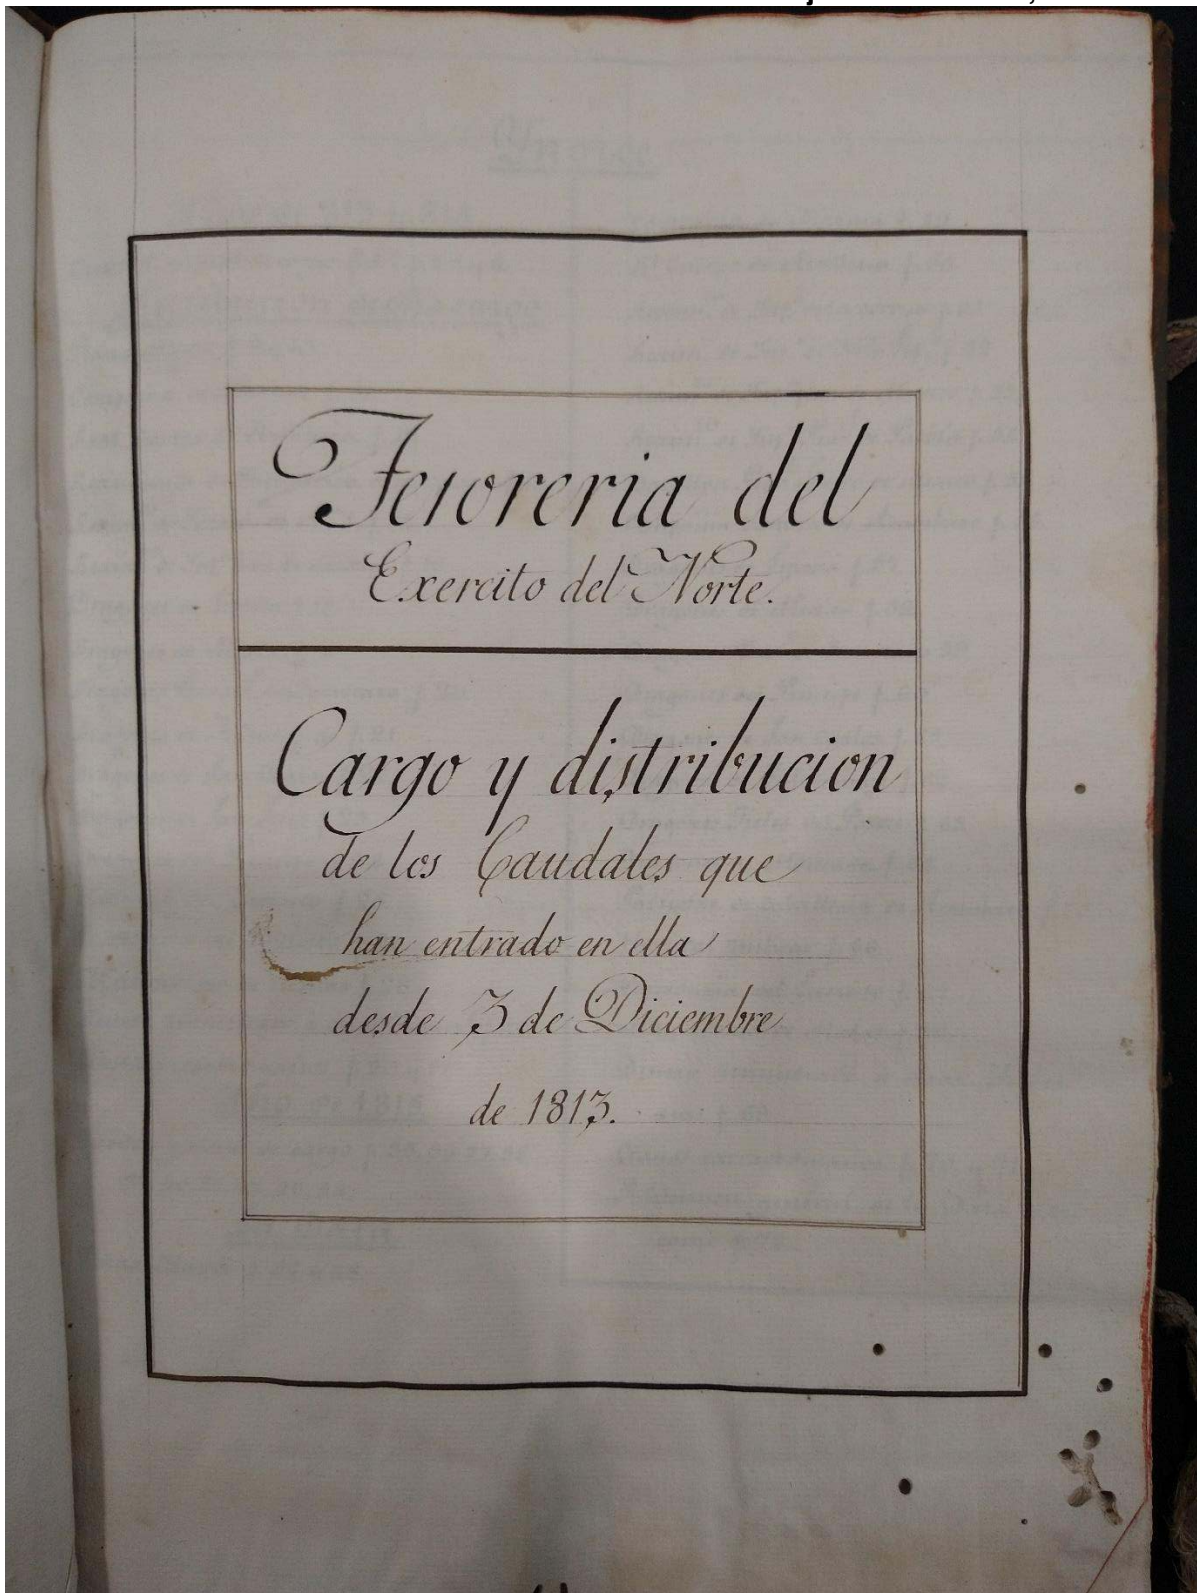 Tesoreria del
Exercito del Norte.
Cargo y distribucion
de los Caudales que
han entrado en ella
desde 3 de Diciembre
de 1813.